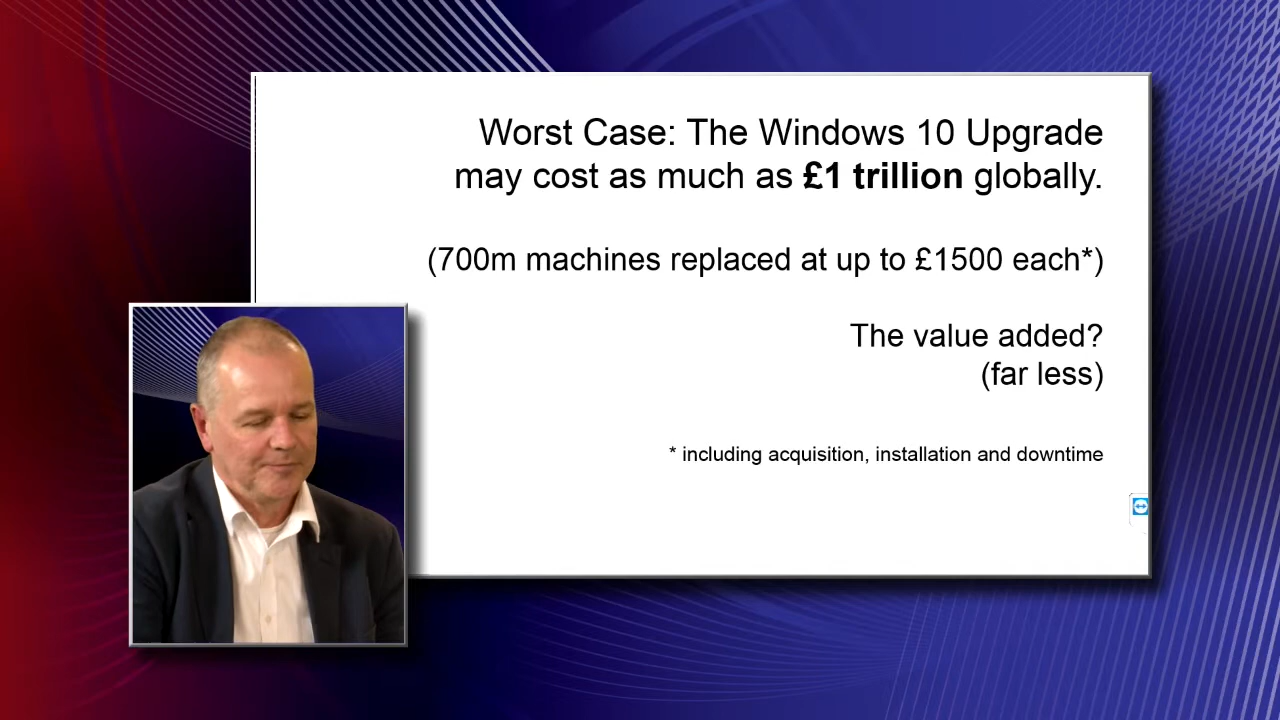 Worst Case: The Windows 10 Upgrade
may cost as much as £1 trillion globally.
(700m machines replaced at up to £1500 each*)
The value added?
(far less)
* including acquisition, installation and downtime